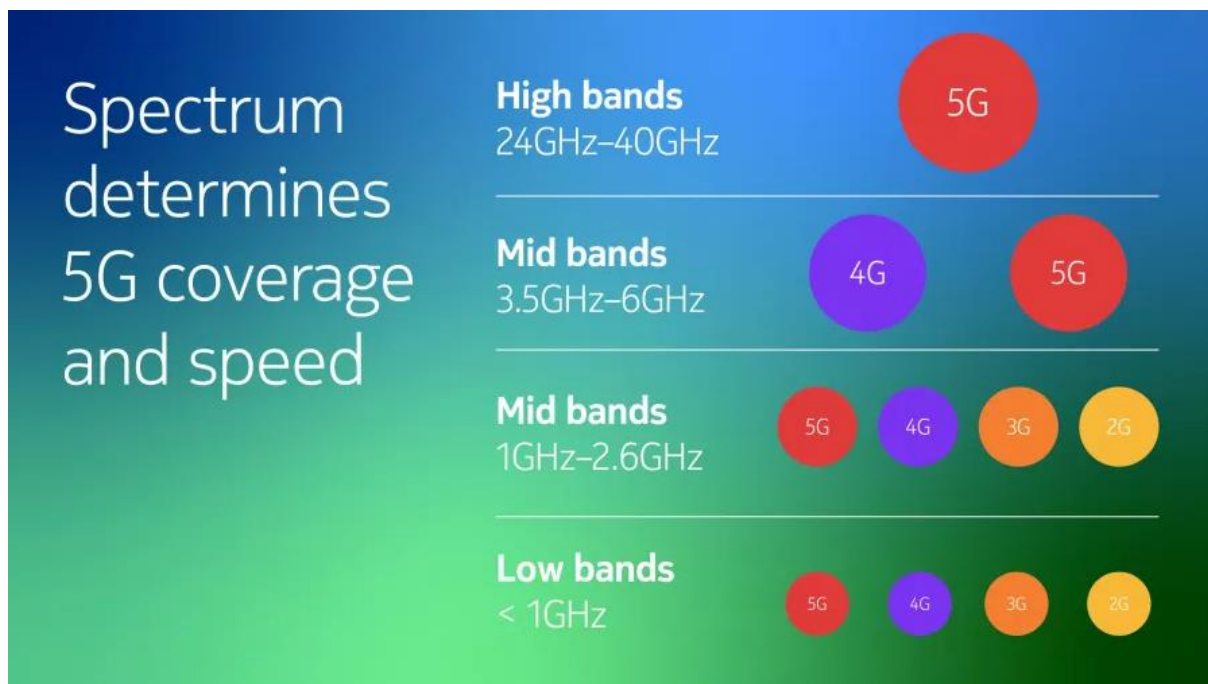 Spectrum
determines
5G coverage
and speed
High bands
24GHz–40GHz
5G
Mid bands
3.5GHz–6GHz
4G 5G
Mid bands
1GHz–2.6GHz
5G 4G 3G 2G
Low bands
< 1GHz
5G 4G 3G 2G